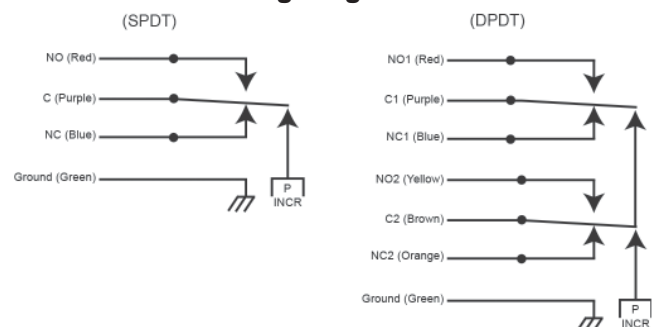 (SPDT)
NO (Red)
C (Purple)
NC (Blue)
Ground (Green)
P
INCR
(DPDT)
NO1 (Red)
C1 (Purple)
NC1 (Blue)
NO2 (Yellow)
C2 (Brown)
NC2 (Orange)
Ground (Green)
P
INCR